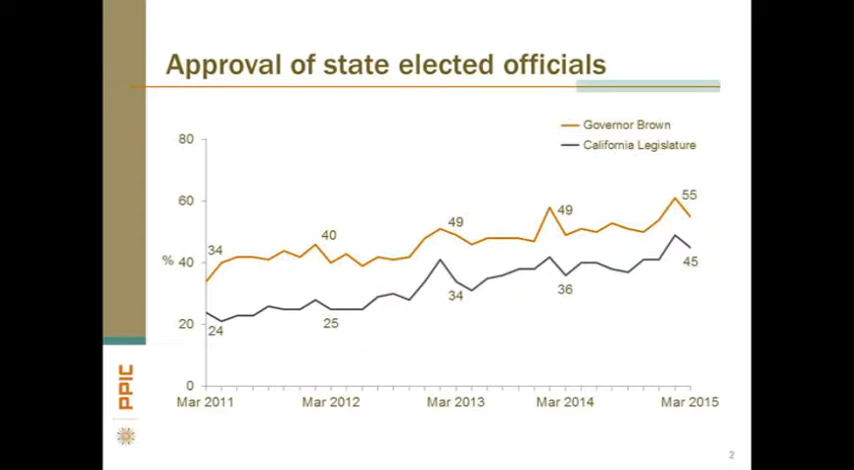 Approval of state elected officials
Governor Brown
California Legislature
80
60
% 40
20
0
34
40
49
49
55
24
25
34
36
45
Mar 2011
Mar 2012
Mar 2013
Mar 2014
Mar 2015
PPIC
2